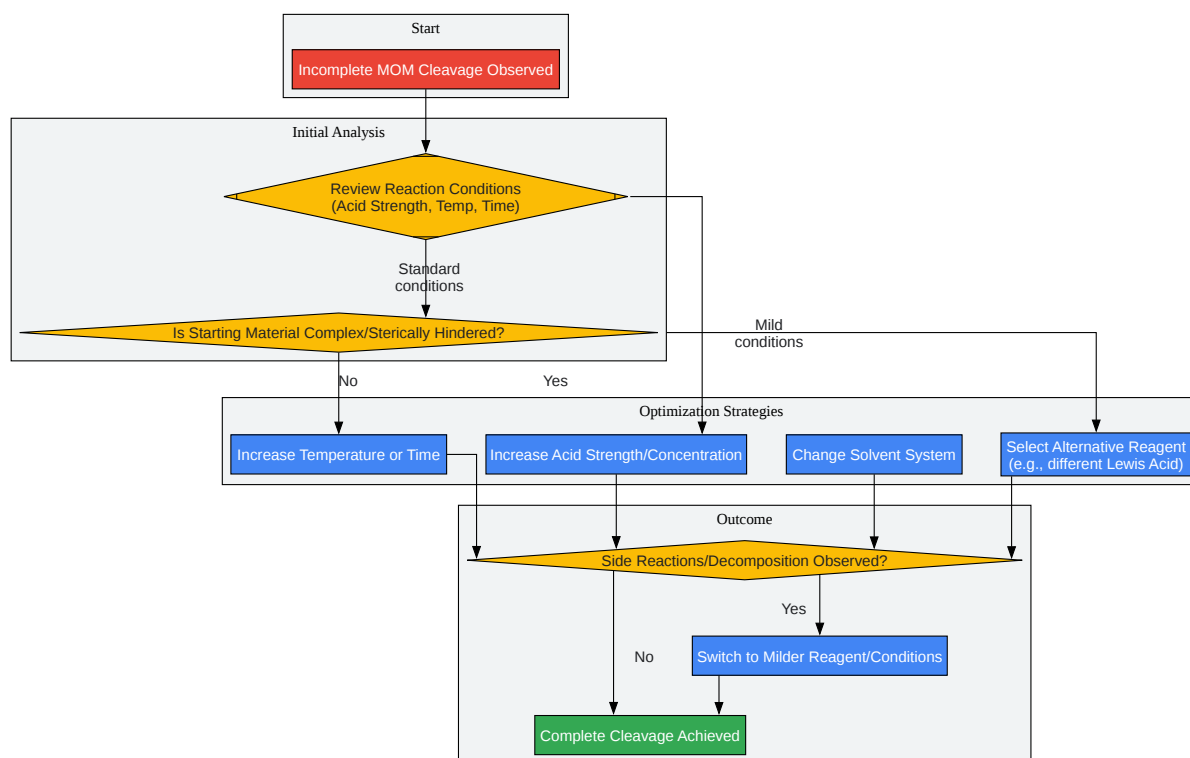 Start
Incomplete MOM Cleavage Observed
Initial Analysis
Review Reaction Conditions
(Acid Strength, Temp, Time)
Standard
conditions
Is Starting Material Complex/Sterically Hindered?
Mild
conditions
No
Yes
Optimization Strategies
Increase Temperature or Time
Increase Acid Strength/Concentration
Change Solvent System
Select Alternative Reagent
(e.g., different Lewis Acid)
Outcome
Side Reactions/Decomposition Observed?
Yes
No
Switch to Milder Reagent/Conditions
Complete Cleavage Achieved